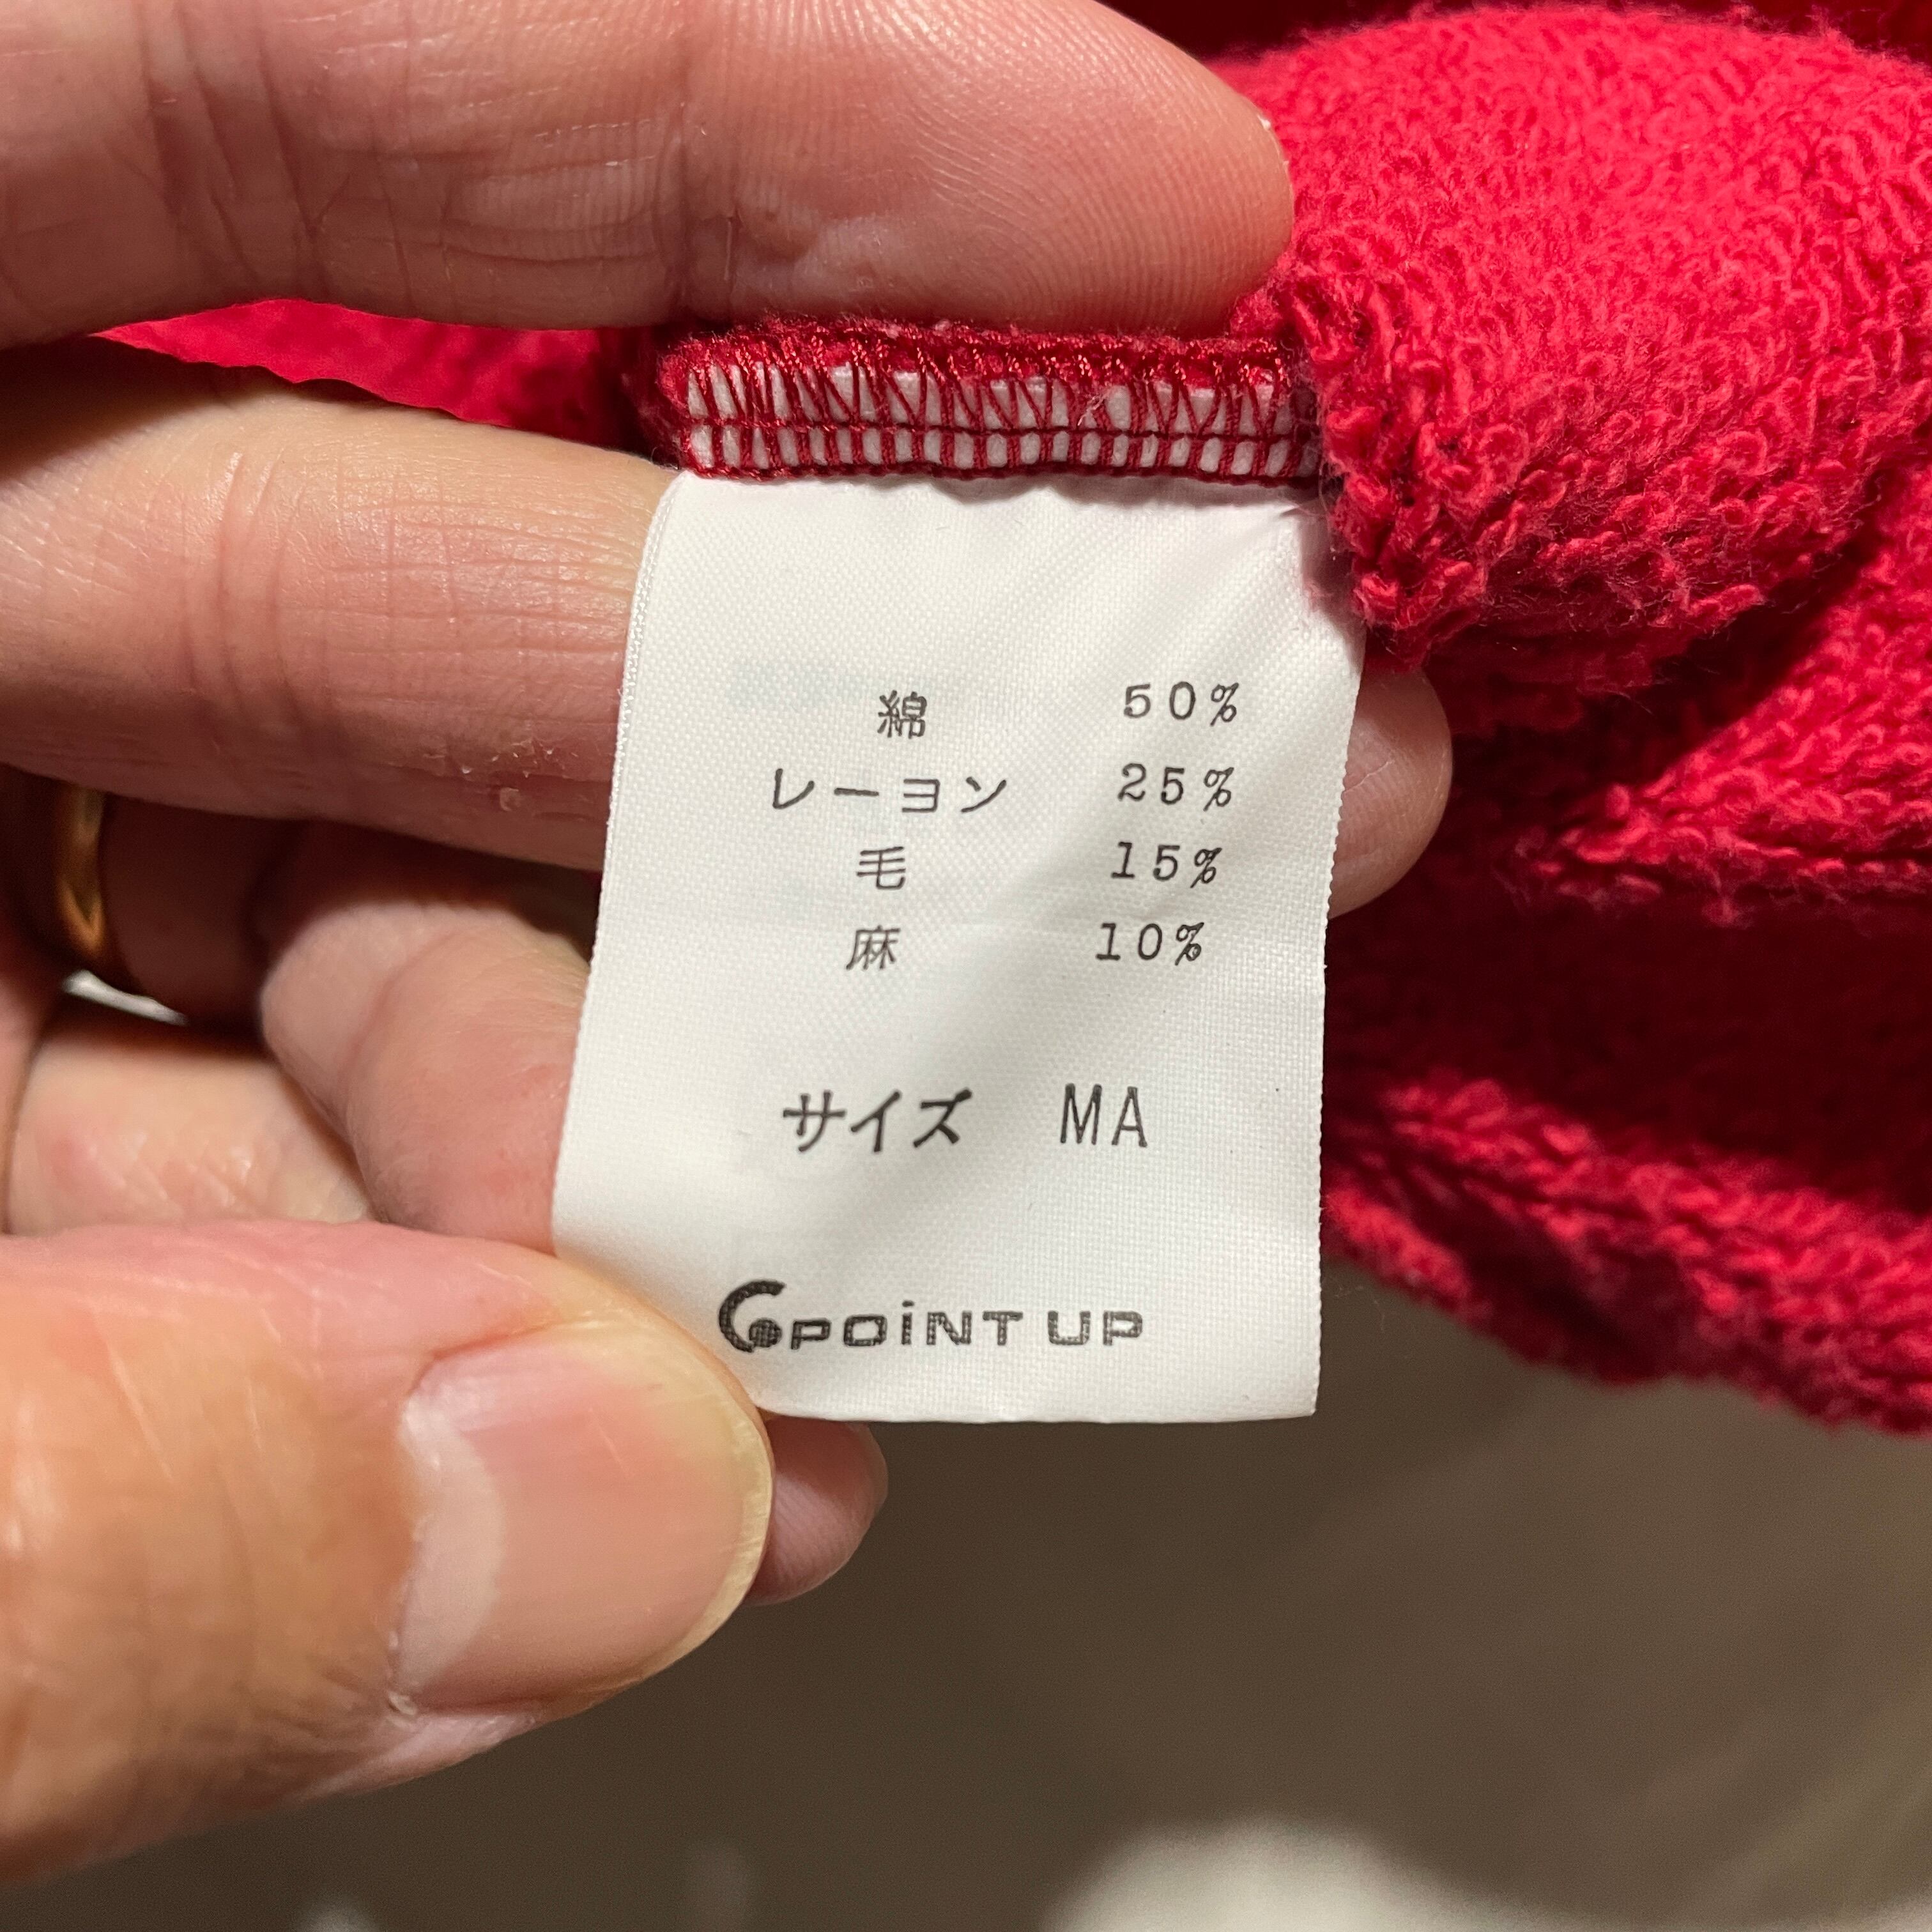 綿 50%
レーヨン 25%
毛 15%
麻 10%
サイズ MA
POINT UP